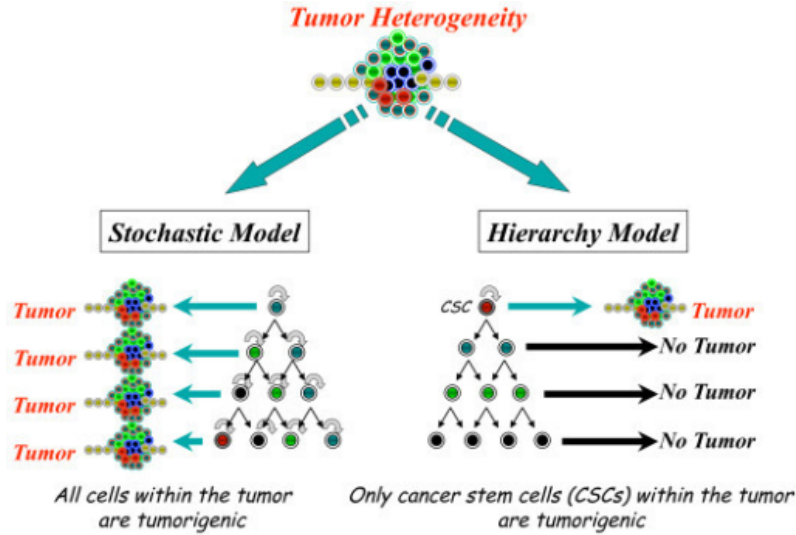 Tumor Heterogeneity
Stochastic Model
Hierarchy Model
Tumor
Tumor
Tumor
Tumor
CSC
Tumor
No Tumor
No Tumor
No Tumor
All cells within the tumor
are tumorigenic
Only cancer stem cells (CSCs) within the tumor
are tumorigenic